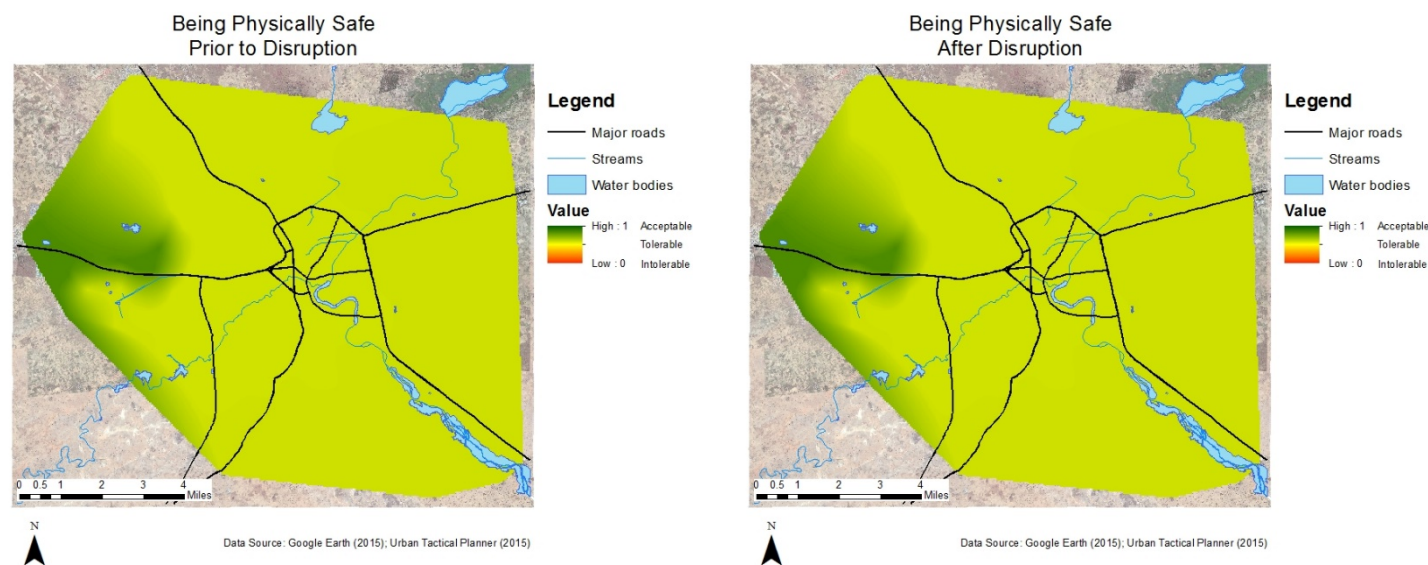 Being Physically Safe
Prior to Disruption
Legend
Major roads
Streams
Water bodies
Value
High : 1 Acceptable
Tolerable
Low : 0 Intolerable
0 0.5 1 2 3 4
Miles
N
Data Source: Google Earth (2015); Urban Tactical Planner (2015)
Being Physically Safe
After Disruption
Legend
Major roads
Streams
Water bodies
Value
High : 1 Acceptable
Tolerable
Low : 0 Intolerable
0 0.5 1 2 3 4
Miles
N
Data Source: Google Earth (2015); Urban Tactical Planner (2015)